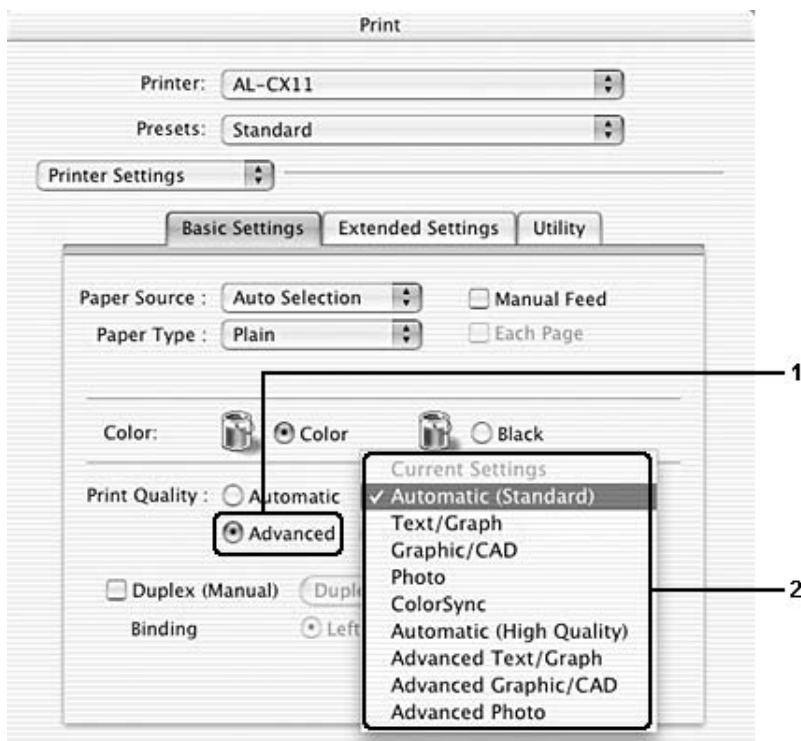 Print
Printer: AL-CX11
Presets: Standard
Printer Settings
Basic Settings Extended Settings Utility
Paper Source : Auto Selection Manual Feed
Paper Type : Plain Each Page
1
Color: Color Black
Current Settings
Print Quality : Automatic ✓ Automatic (Standard)
Advanced Text/Graph
Graphic/CAD
Photo
Duplex (Manual) 2
ColorSync
Binding Left Automatic (High Quality)
Advanced Text/Graph
Advanced Graphic/CAD
Advanced Photo